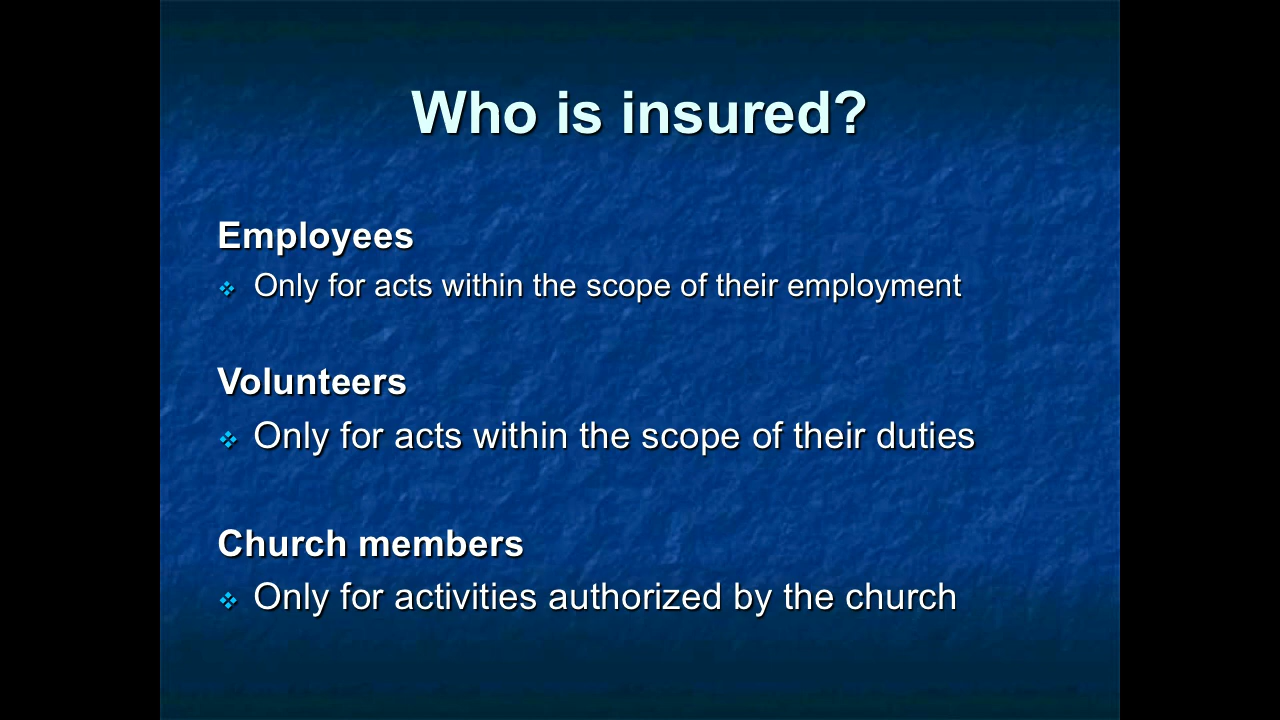 Who is insured?
Employees
❖ Only for acts within the scope of their employment
Volunteers
❖ Only for acts within the scope of their duties
Church members
❖ Only for activities authorized by the church